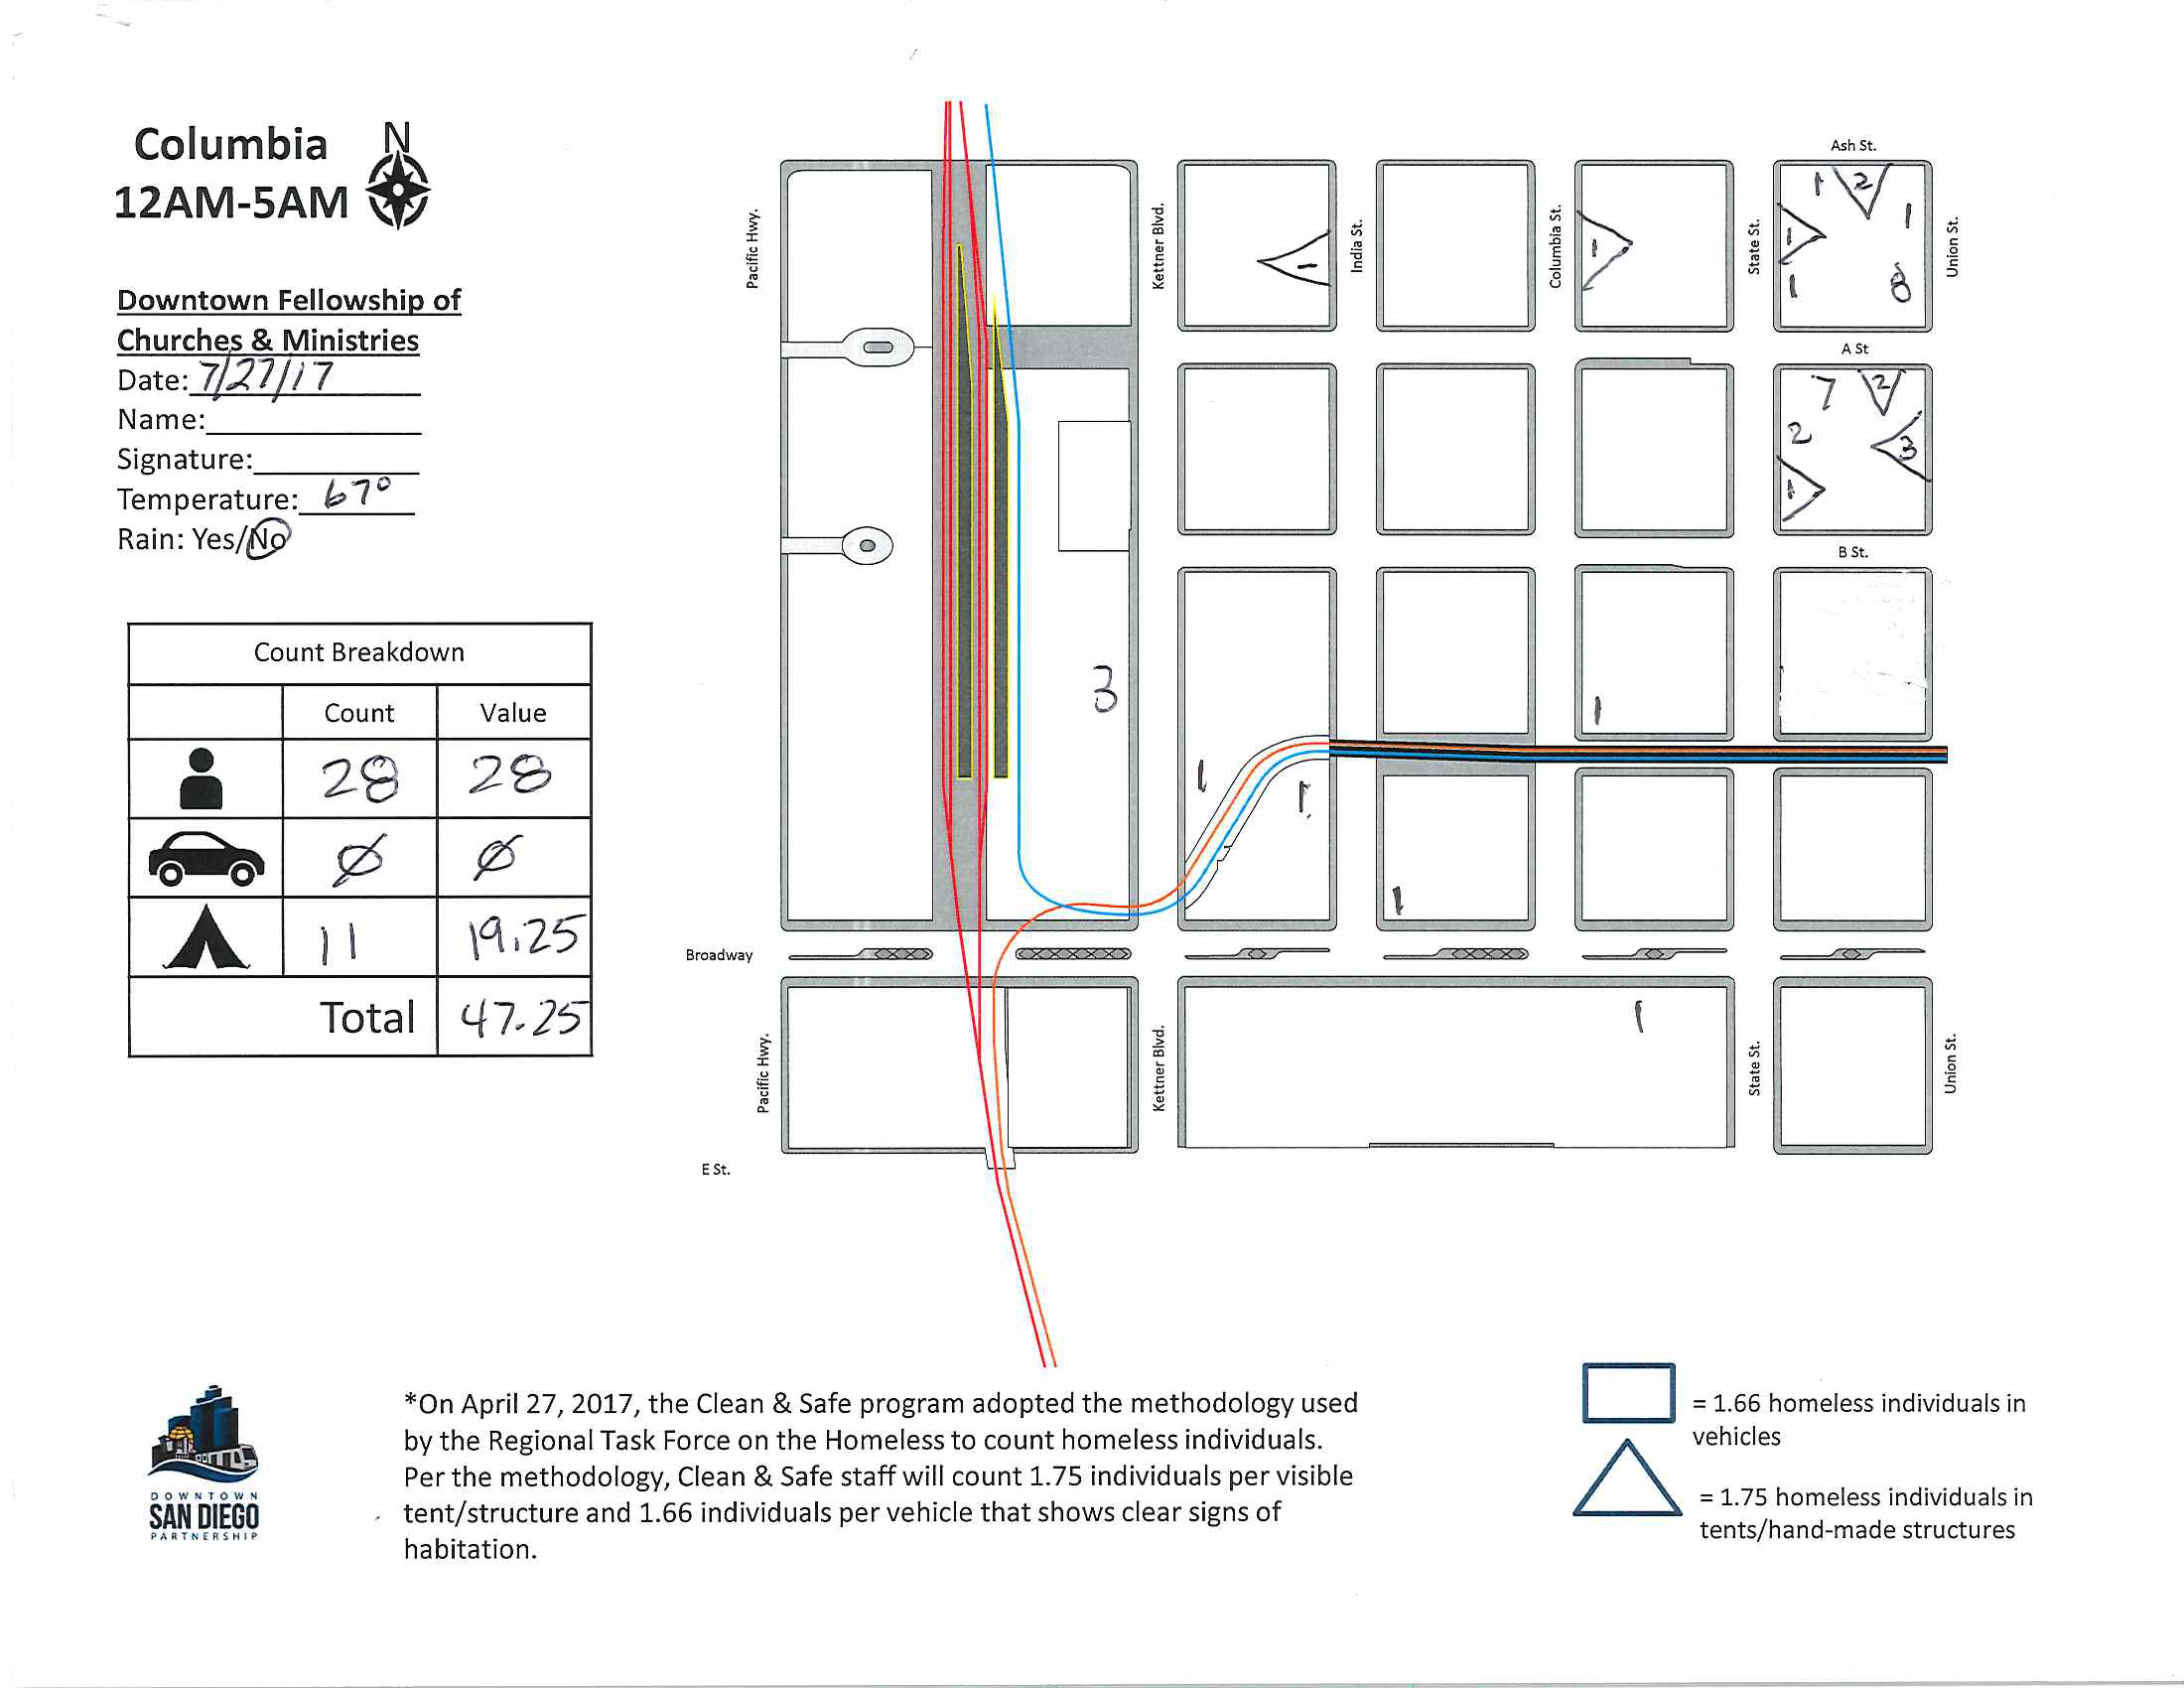 Columbia
N
12AM-5AM
Downtown Fellowship of
Churches & Ministries
Date: 7/27/17
Name:
Signature:
Temperature: 67°
Rain: Yes/No
Count Breakdown
Count Value
28 28
Ø Ø
11 19.25
Total 47.25
Ash St.
Pacific Hwy.
Kettner Blvd.
India St.
Columbia St.
State St.
Union St.
1 2
1
1
1
1
1
1 8
A St
7 2
2
3
1
B St.
3
1
1
1
1
Broadway
1
Pacific Hwy.
Kettner Blvd.
State St.
Union St.
E St.
*On April 27, 2017, the Clean & Safe program adopted the methodology used
by the Regional Task Force on the Homeless to count homeless individuals.
Per the methodology, Clean & Safe staff will count 1.75 individuals per visible
tent/structure and 1.66 individuals per vehicle that shows clear signs of
habitation.
= 1.66 homeless individuals in
vehicles
= 1.75 homeless individuals in
tents/hand-made structures
DOWNTOWN
SAN DIEGO
PARTNERSHIP